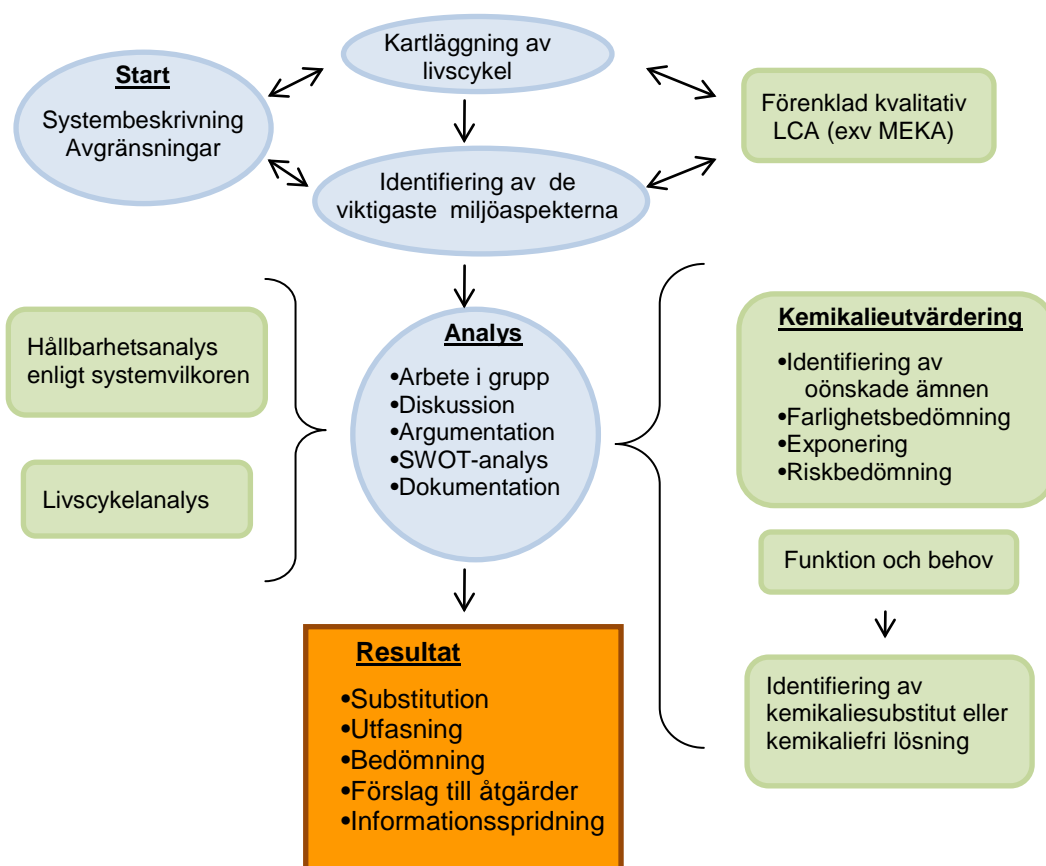 Kartläggning av
livscykel
Start
Systembeskrivning
Avgränsningar
Förenklad kvalitativ
LCA (exv MEKA)
Identifiering av de
viktigaste miljöaspekterna
Hållbarhetsanalys
enligt systemvilkoren
Livscykelanalys
Analys
•Arbete i grupp
•Diskussion
•Argumentation
•SWOT-analys
•Dokumentation
Kemikalieutvärdering
•Identifiering av
oönskade ämnen
•Farlighetsbedömning
•Exponering
•Riskbedömning
Funktion och behov
Identifiering av
kemikaliesubstitut eller
kemikaliefri lösning
Resultat
•Substitution
•Utfasning
•Bedömning
•Förslag till åtgärder
•Informationsspridning